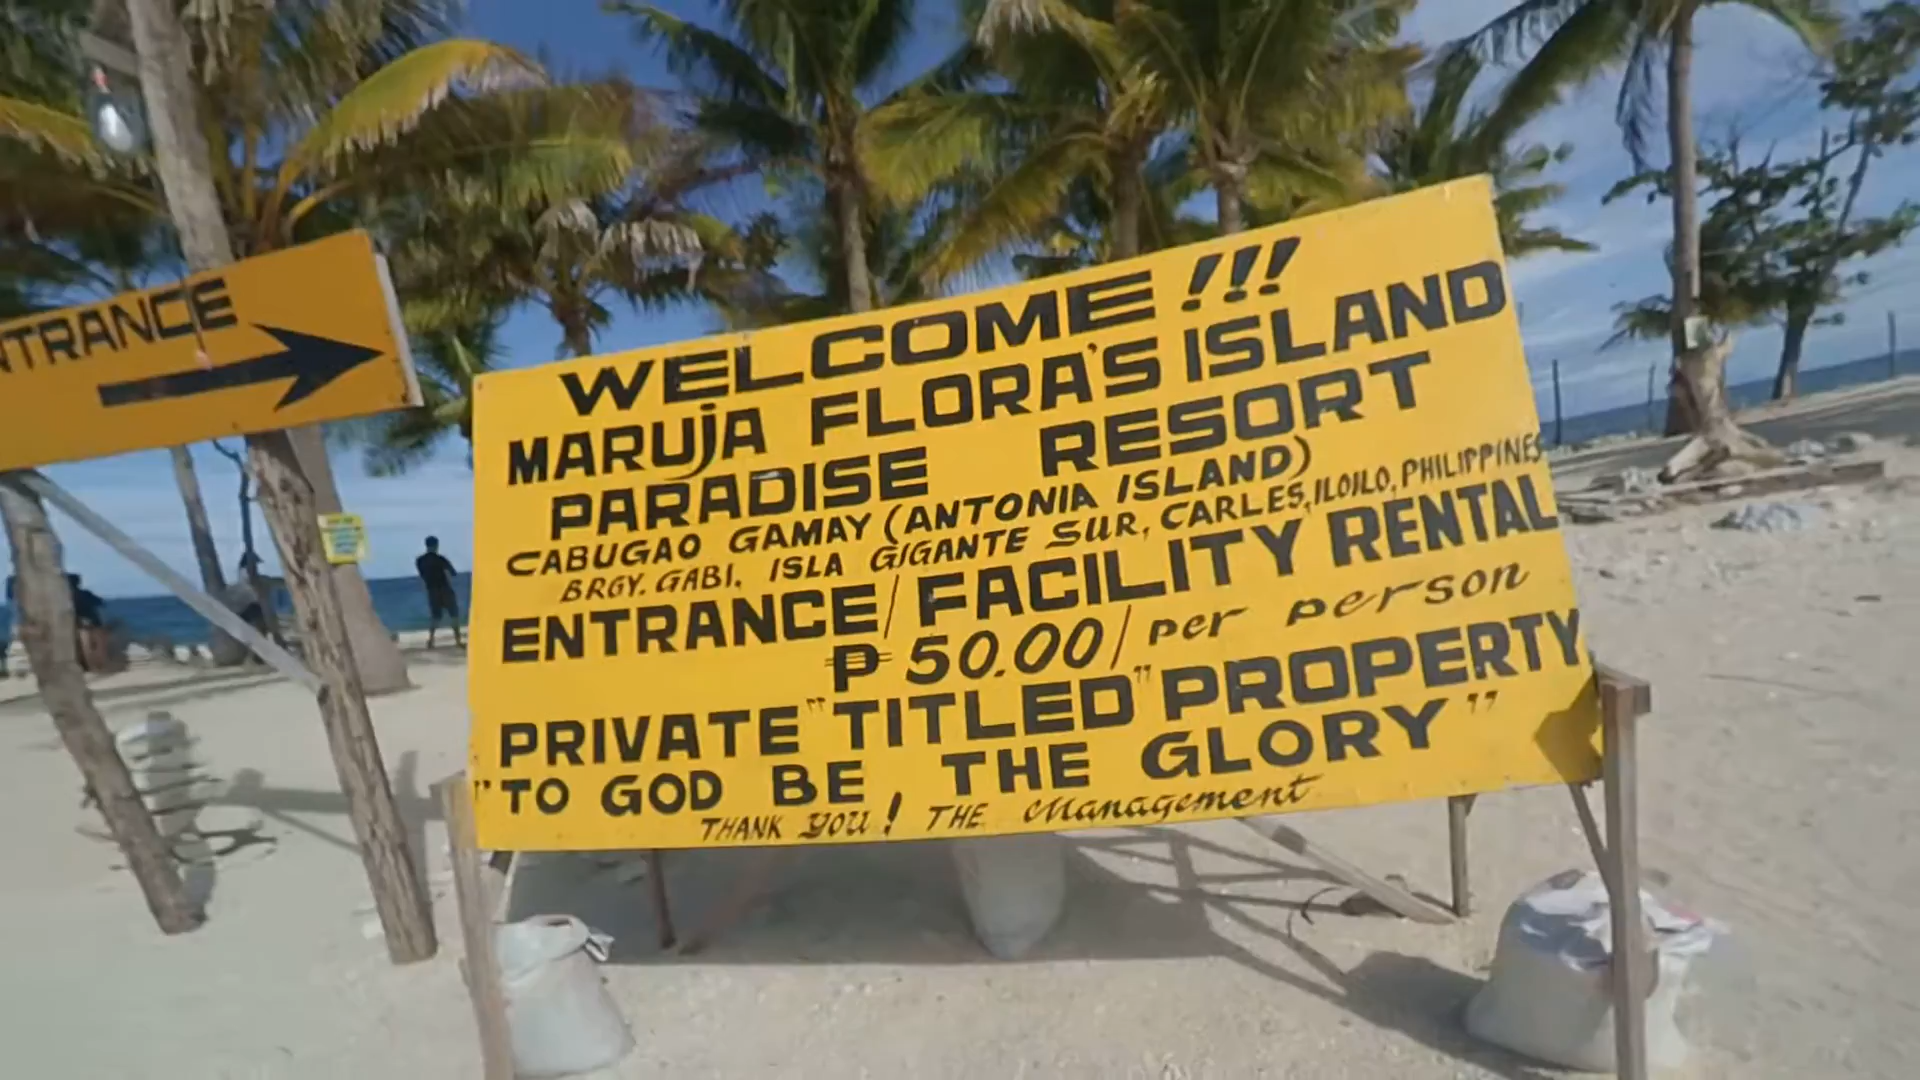 ENTRANCE
WELCOME!!!
MARUJA FLORA'S ISLAND
PARADISE RESORT
CABUGAO GAMAY (ANTONIA ISLAND)
BRGY. GABI. ISLA GIGANTE SUR, CARLES, ILOILO, PHILIPPINES
ENTRANCE/FACILITY RENTAL
₱ 50.00/per person
PRIVATE "TITLED" PROPERTY
"TO GOD BE THE GLORY"
THANK YOU! THE Management